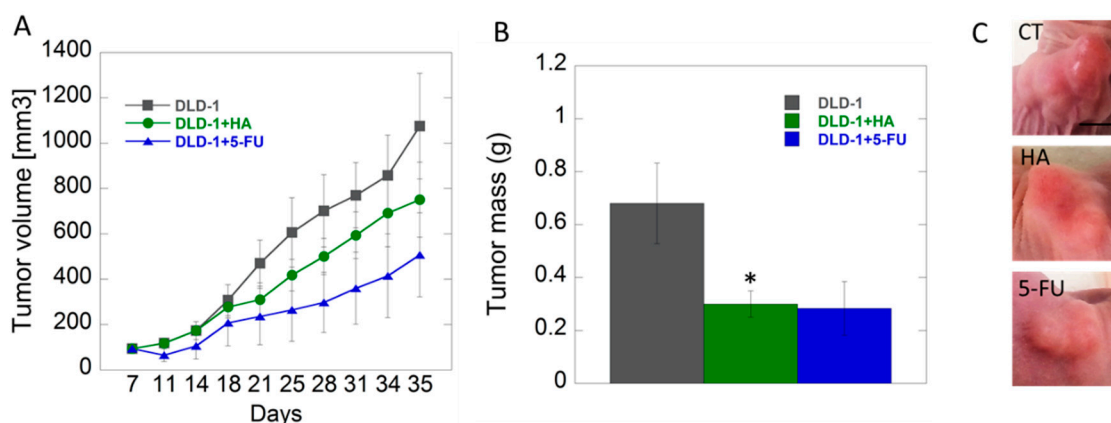 A
1400
1200
1000
800
600
400
200
0
Tumor volume [mm3]
DLD-1
DLD-1+HA
DLD-1+5-FU
7 11 14 18 21 25 28 31 34 35
Days
B
1.2
1
0.8
0.6
0.4
0.2
0
Tumor mass (g)
DLD-1
DLD-1+HA
DLD-1+5-FU
*
C
CT
HA
5-FU